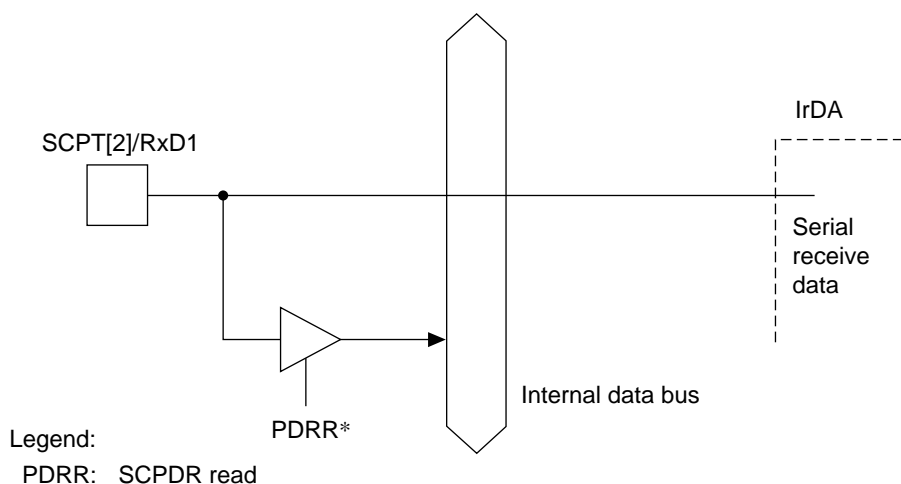 IrDA
SCPT[2]/RxD1
Serial
receive
data
Internal data bus
PDRR*
Legend:
PDRR: SCPDR read